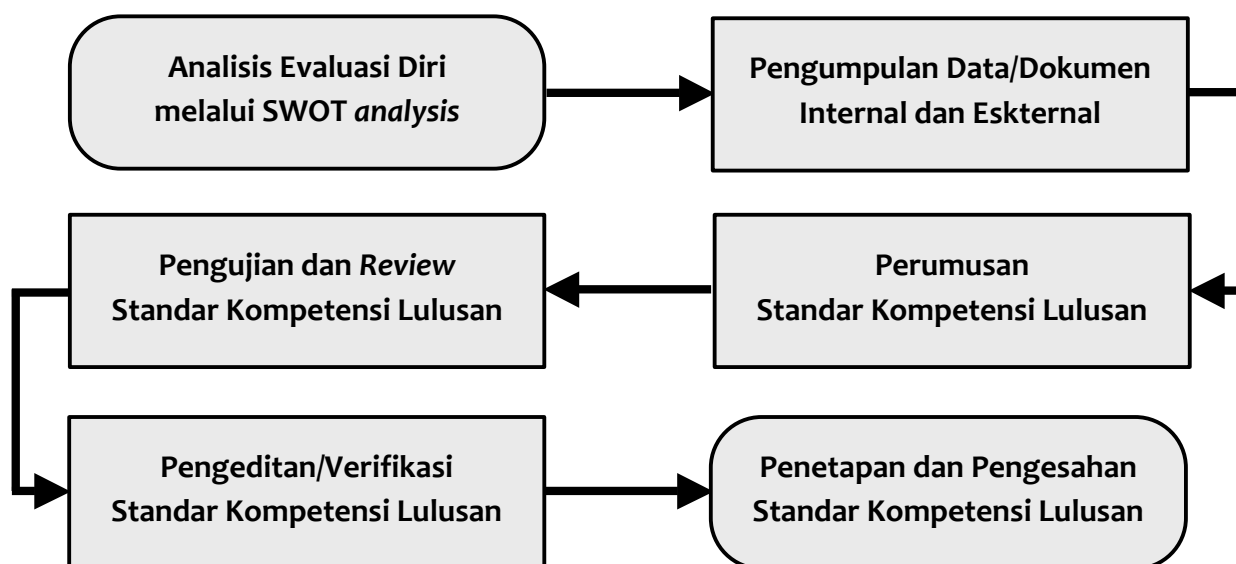 Analisis Evaluasi Diri
melalui SWOT analysis
Pengumpulan Data/Dokumen
Internal dan Eskternal
Perumusan
Standar Kompetensi Lulusan
Pengujian dan Review
Standar Kompetensi Lulusan
Pengeditan/Verifikasi
Standar Kompetensi Lulusan
Penetapan dan Pengesahan
Standar Kompetensi Lulusan